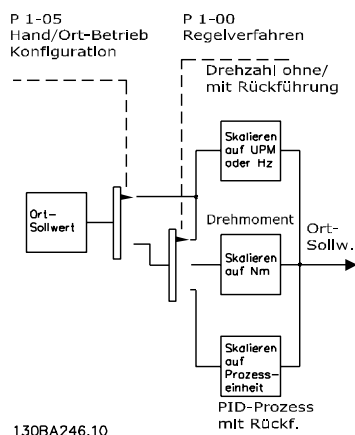 P 1-05
Hand/Ort-Betrieb
Konfiguration
P 1-00
Regelverfahren
Drehzahl ohne/
mit Rückführung
Skalieren
auf UPM
oder Hz
Ort-
Sollwert
Drehmoment
Skalieren
auf Nm
Ort-
Sollw.
Skalieren
auf
Prozess-
einheit
PID-Prozess
mit Rückf.
130BA246.10